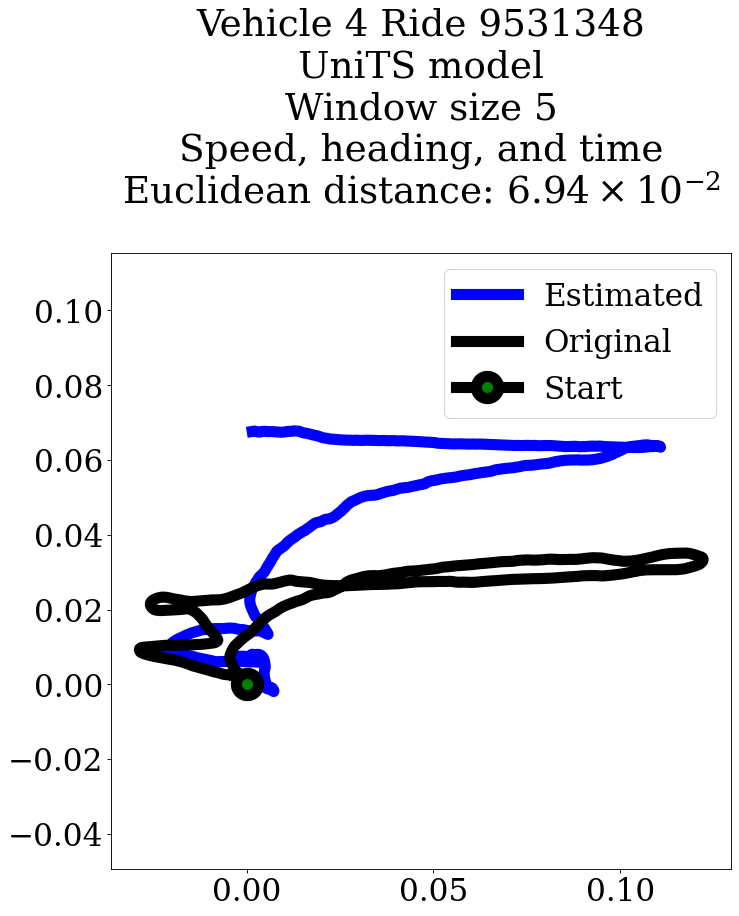 Vehicle 4 Ride 9531348
UniTS model
Window size 5
Speed, heading, and time
Euclidean distance: 6.94 × 10⁻²
Estimated
Original
Start
0.10
0.08
0.06
0.04
0.02
0.00
−0.02
−0.04
0.00 0.05 0.10